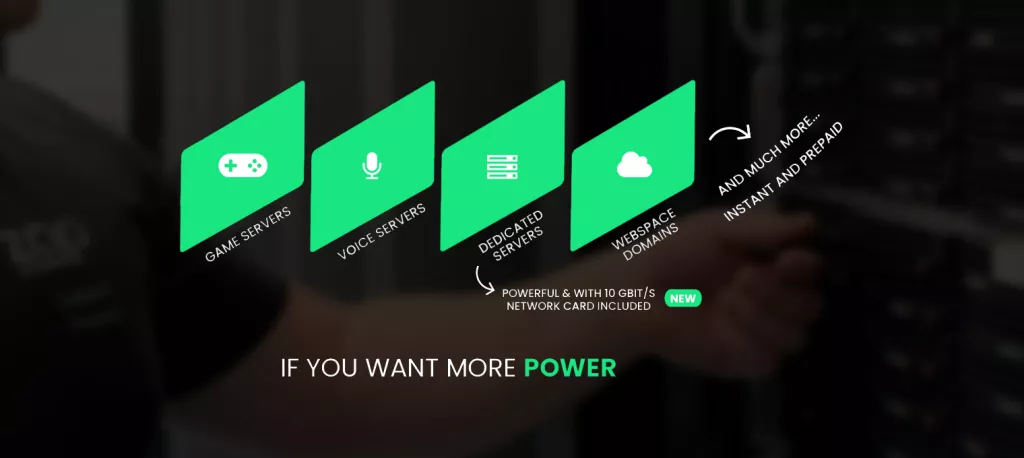 GAME SERVERS
VOICE SERVERS
DEDICATED
SERVERS
WEBSPACE
DOMAINS
AND MUCH MORE...
INSTANT AND PREPAID
POWERFUL & WITH 10 GBIT/S
NETWORK CARD INCLUDED
NEW
IF YOU WANT MORE POWER